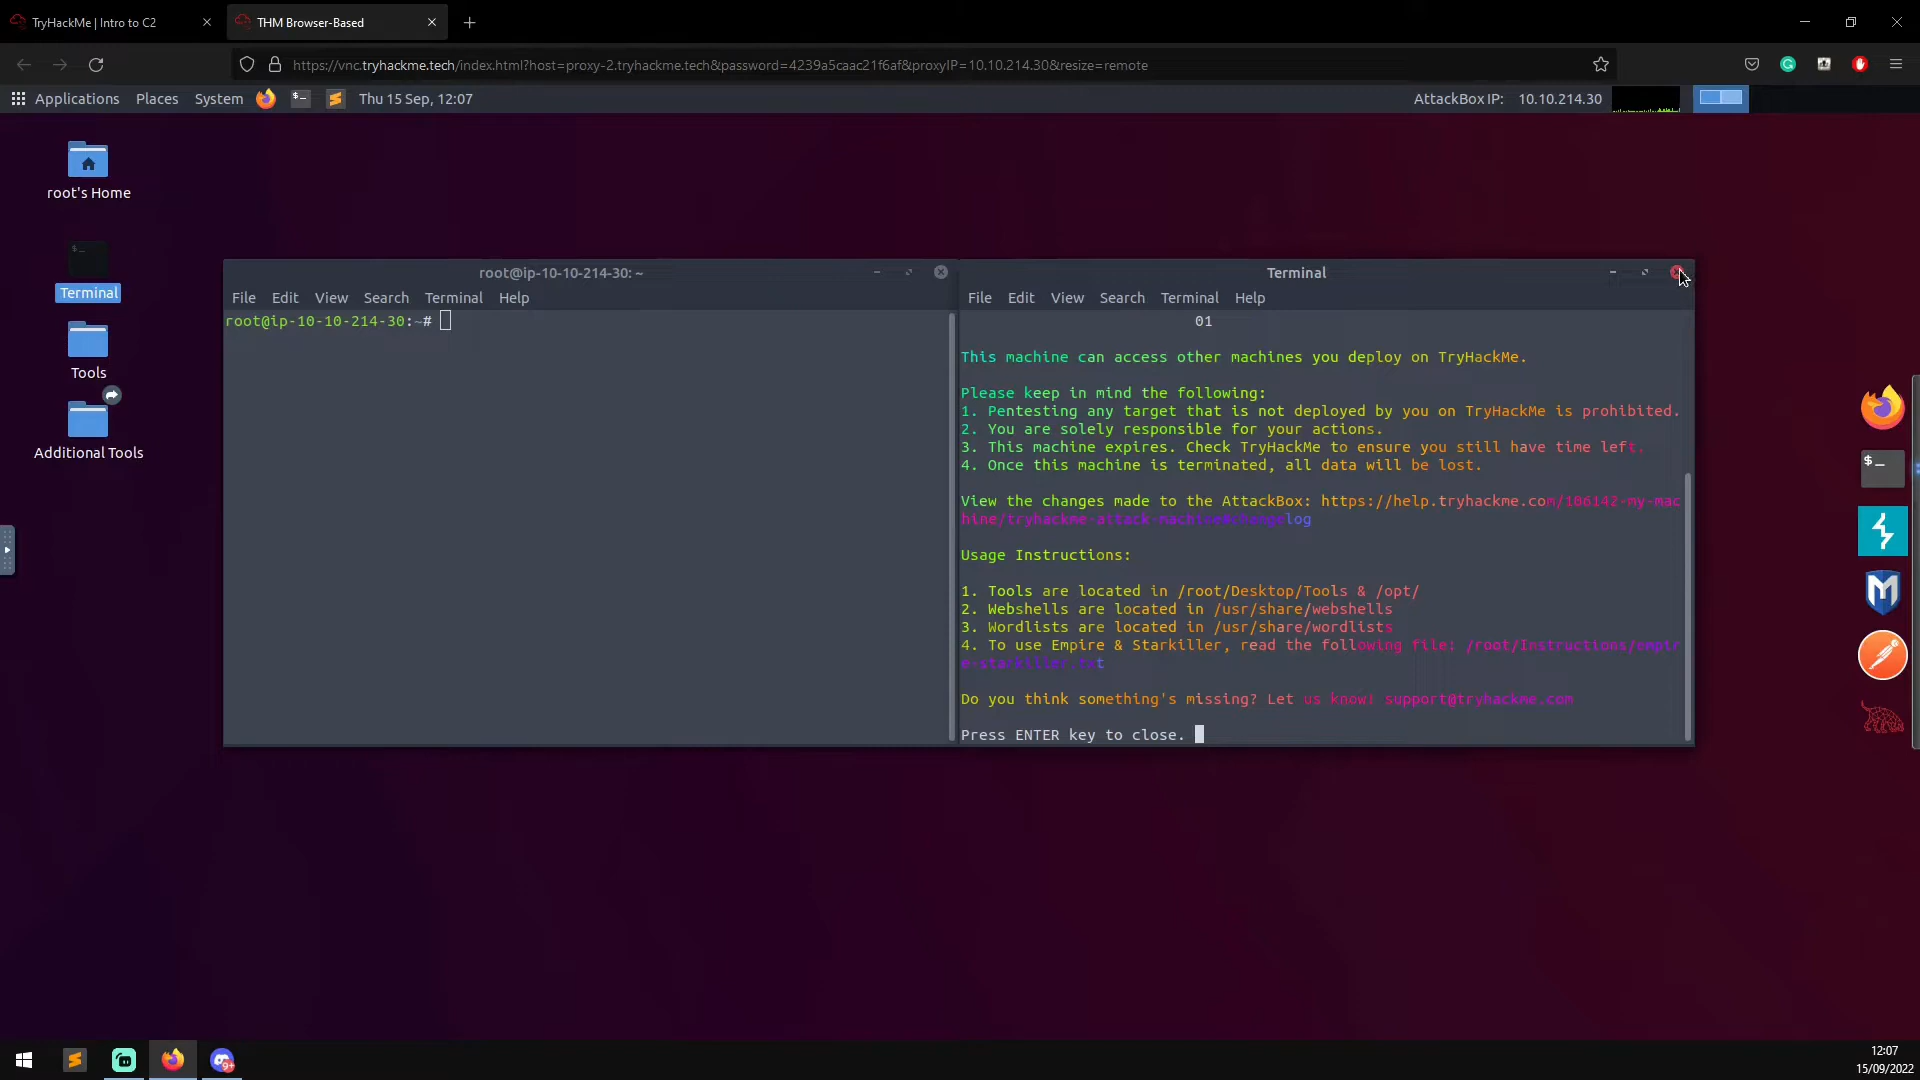 TryHackMe | Intro to C2
THM Browser-Based
https://vnc.tryhackme.tech/index.html?host=proxy-2.tryhackme.tech&password=4239a5caac21f6af&proxyIP=10.10.214.30&resize=remote
Applications Places System Thu 15 Sep, 12:07 AttackBox IP: 10.10.214.30
root's Home
Terminal
Tools
Additional Tools
root@ip-10-10-214-30: ~
File Edit View Search Terminal Help
root@ip-10-10-214-30:~#
Terminal
File Edit View Search Terminal Help
01
This machine can access other machines you deploy on TryHackMe.
Please keep in mind the following:
1. Pentesting any target that is not deployed by you on TryHackMe is prohibited.
2. You are solely responsible for your actions.
3. This machine expires. Check TryHackMe to ensure you still have time left.
4. Once this machine is terminated, all data will be lost.
View the changes made to the AttackBox: https://help.tryhackme.com/106142-my-mac
hine/tryhackme-attack-machine#changelog
Usage Instructions:
1. Tools are located in /root/Desktop/Tools & /opt/
2. Webshells are located in /usr/share/webshells
3. Wordlists are located in /usr/share/wordlists
4. To use Empire & Starkiller, read the following file: /root/Instructions/empir
e-starkiller.txt
Do you think something's missing? Let us know! support@tryhackme.com
Press ENTER key to close.
$_
9+
12:07
15/09/2022